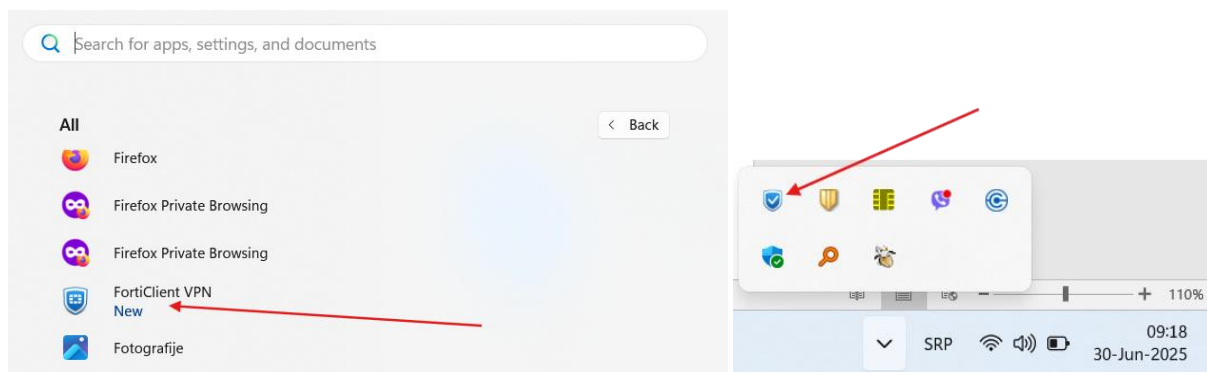 Search for apps, settings, and documents
All
Back
Firefox
Firefox Private Browsing
Firefox Private Browsing
FortiClient VPN
New
Fotografije
110%
SRP
09:18
30-Jun-2025